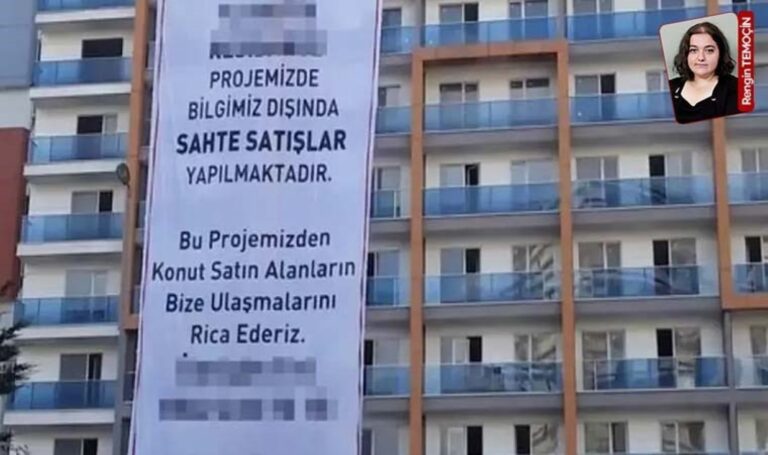 PROJEMİZDE
BİLGİMİZ DIŞINDA
SAHTE SATIŞLAR
YAPILMAKTADIR.
Bu Projemizden
Konut Satın Alanların
Bize Ulaşmalarını
Rica Ederiz.
Rengin TEMOÇİN